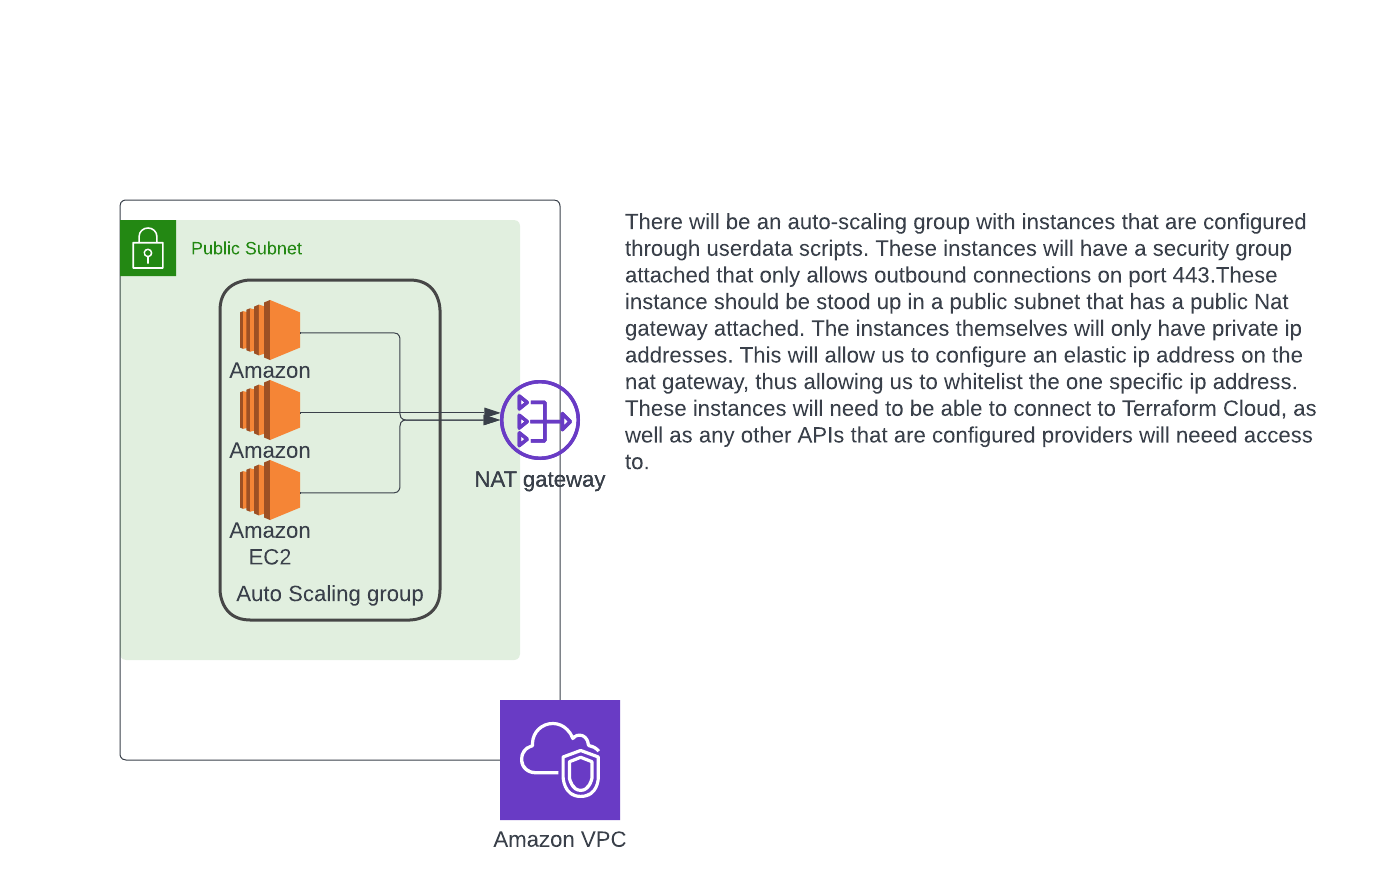 Public Subnet
Amazon
Amazon
Amazon
EC2
Auto Scaling group
NAT gateway
Amazon VPC
There will be an auto-scaling group with instances that are configured
through userdata scripts. These instances will have a security group
attached that only allows outbound connections on port 443.These
instance should be stood up in a public subnet that has a public Nat
gateway attached. The instances themselves will only have private ip
addresses. This will allow us to configure an elastic ip address on the
nat gateway, thus allowing us to whitelist the one specific ip address.
These instances will need to be able to connect to Terraform Cloud, as
well as any other APIs that are configured providers will neeed access
to.